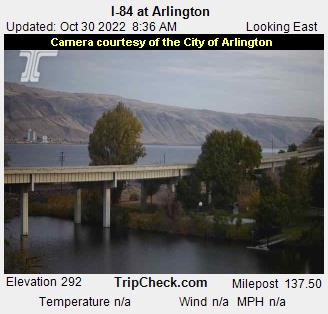 I-84 at Arlington
Updated: Oct 30 2022 8:36 AM Looking East
Camera courtesy of the City of Arlington
Elevation 292 TripCheck.com Milepost 137.50
Temperature n/a Wind n/a MPH n/a